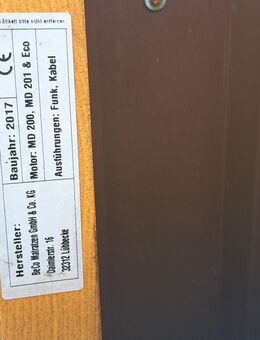 Etikett bitte nicht entfernen.
CE
Baujahr: 2017
Motor: MD 200, MD 201 & Eco
Ausführungen: Funk, Kabel
Hersteller:
BeCo Matratzen GmbH & Co. KG
Daimlerstr. 16
32312 Lübbecke